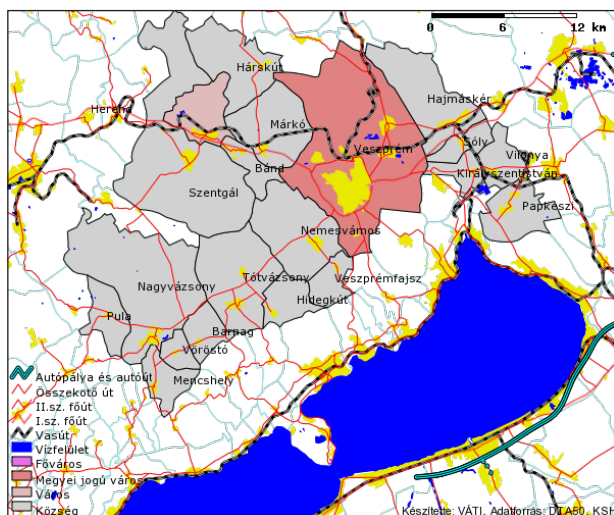 0 6 12 km
Hárskút
Hajmáskér
Herend
Márkó
Sóly
Veszprém
Vilonya
Bánd
Királyszentistván
Szentgál
Papkeszi
Nemesvámos
Tótvázsony
Veszprémfajsz
Nagyvázsony
Hidegkút
Pula
Barnag
Vöröstó
Mencshely
Autópálya és autóút
Összekötő út
II.sz. főút
I.sz. főút
Vasút
Vízfelület
Főváros
Megyei jogú város
Város
Község
Készítette: VÁTI, Adatforrás: DTA50, KSH